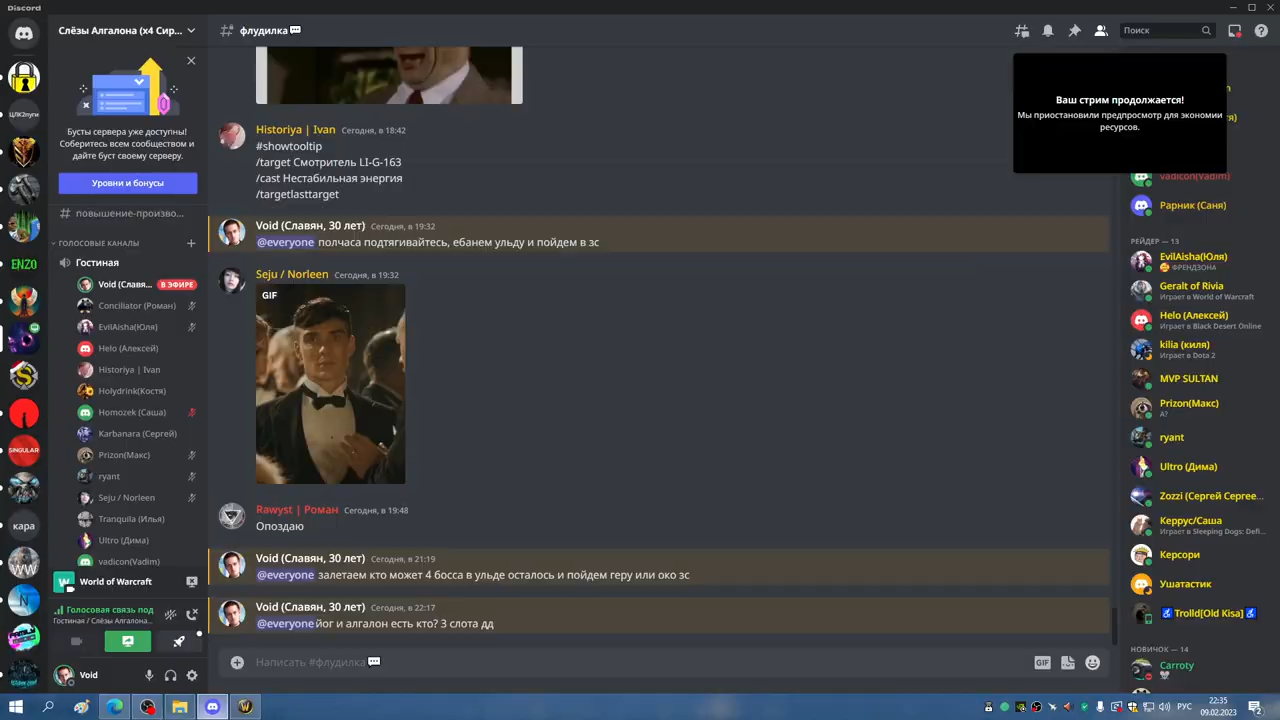 Discord
Слёзы Алгалона (x4 Сир...
флудилка
Поиск
Бусты сервера уже доступны!
Соберитесь всем сообществом и
дайте буст своему серверу.
Уровни и бонусы
повышение-произво...
ГОЛОСОВЫЕ КАНАЛЫ
Гостиная
Void (Славя...
В ЭФИРЕ
Conciliator (Роман)
EvilAisha(Юля)
Helo (Алексей)
Historiya | Ivan
Holydrink(Костя)
Homozek (Саша)
Karbanara (Сергей)
Prizon(Макс)
ryant
Seju / Norleen
Tranquila (Илья)
Ultro (Дима)
vadicon(Vadim)
World of Warcraft
Голосовая связь под
Гостиная / Слёзы Алгалона...
Void
ЦЛК2пуги
ENZO
SINGULAR
кара
Historiya | Ivan Сегодня, в 18:42
#showtooltip
/target Смотритель LI-G-163
/cast Нестабильная энергия
/targetlasttarget
Void (Славян, 30 лет) Сегодня, в 19:32
@everyone полчаса подтягивайтесь, ебанем ульду и пойдем в зс
Seju / Norleen Сегодня, в 19:32
GIF
Rawyst | Роман Сегодня, в 19:48
Опоздаю
Void (Славян, 30 лет) Сегодня, в 21:19
@everyone залетаем кто может 4 босса в ульде осталось и пойдем геру или око зс
Void (Славян, 30 лет) Сегодня, в 22:17
@everyone йог и алгалон есть кто? 3 слота дд
Написать #флудилка
GIF
Ваш стрим продолжается!
Мы приостановили предпросмотр для экономии
ресурсов.
vadicon(Vadim)
Рарник (Саня)
РЕЙДЕР — 13
EvilAisha(Юля)
ФРЕНДЗОНА
Geralt of Rivia
Играет в World of Warcraft
Helo (Алексей)
Играет в Black Desert Online
kilia (киля)
Играет в Dota 2
MVP SULTAN
Prizon(Макс)
А?
ryant
Ultro (Дима)
Zozzi (Сергей Сергее...
Керрус/Саша
Играет в Sleeping Dogs: Defi...
Керсори
Ушатастик
Trolld[Old Kisa]
НОВИЧОК — 14
Carroty
РУС
22:35
09.02.2023
2